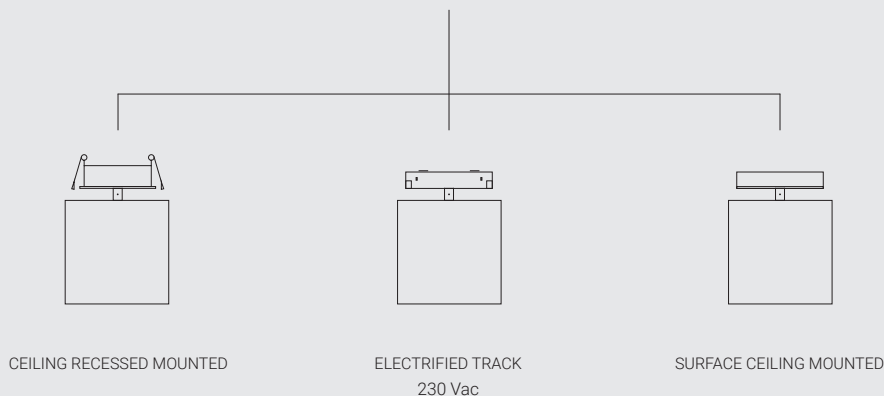 CEILING RECESSED MOUNTED
ELECTRIFIED TRACK
230 Vac
SURFACE CEILING MOUNTED